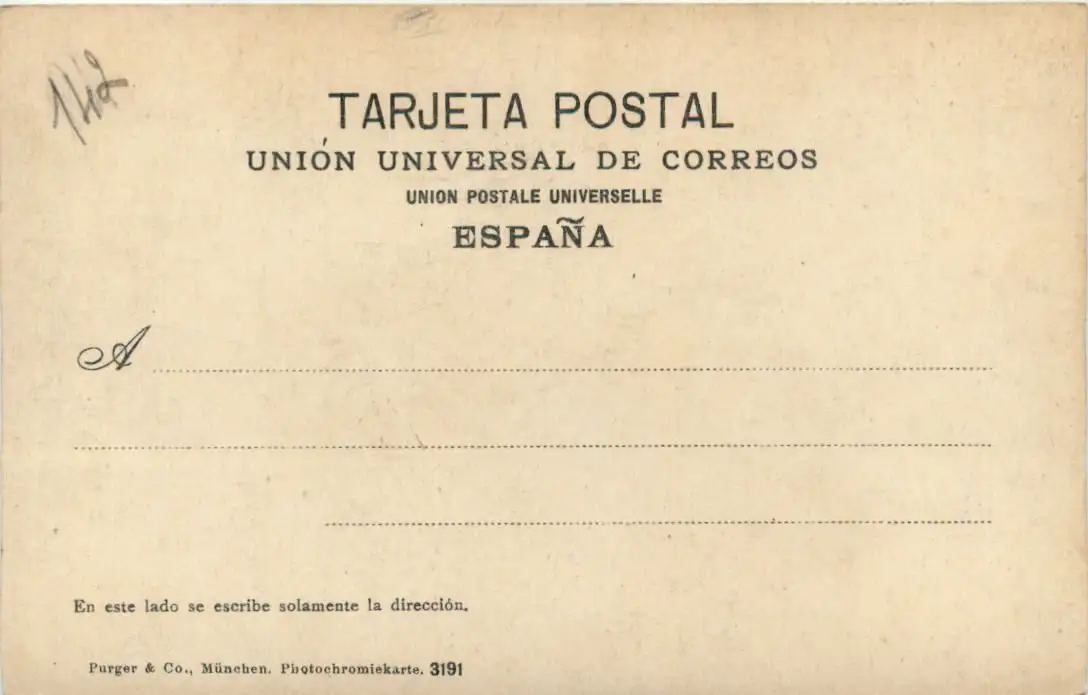 142
TARJETA POSTAL
UNIÓN UNIVERSAL DE CORREOS
UNION POSTALE UNIVERSELLE
ESPAÑA
A
En este lado se escribe solamente la dirección.
Purger & Co., München. Photochromiekarte. 3191